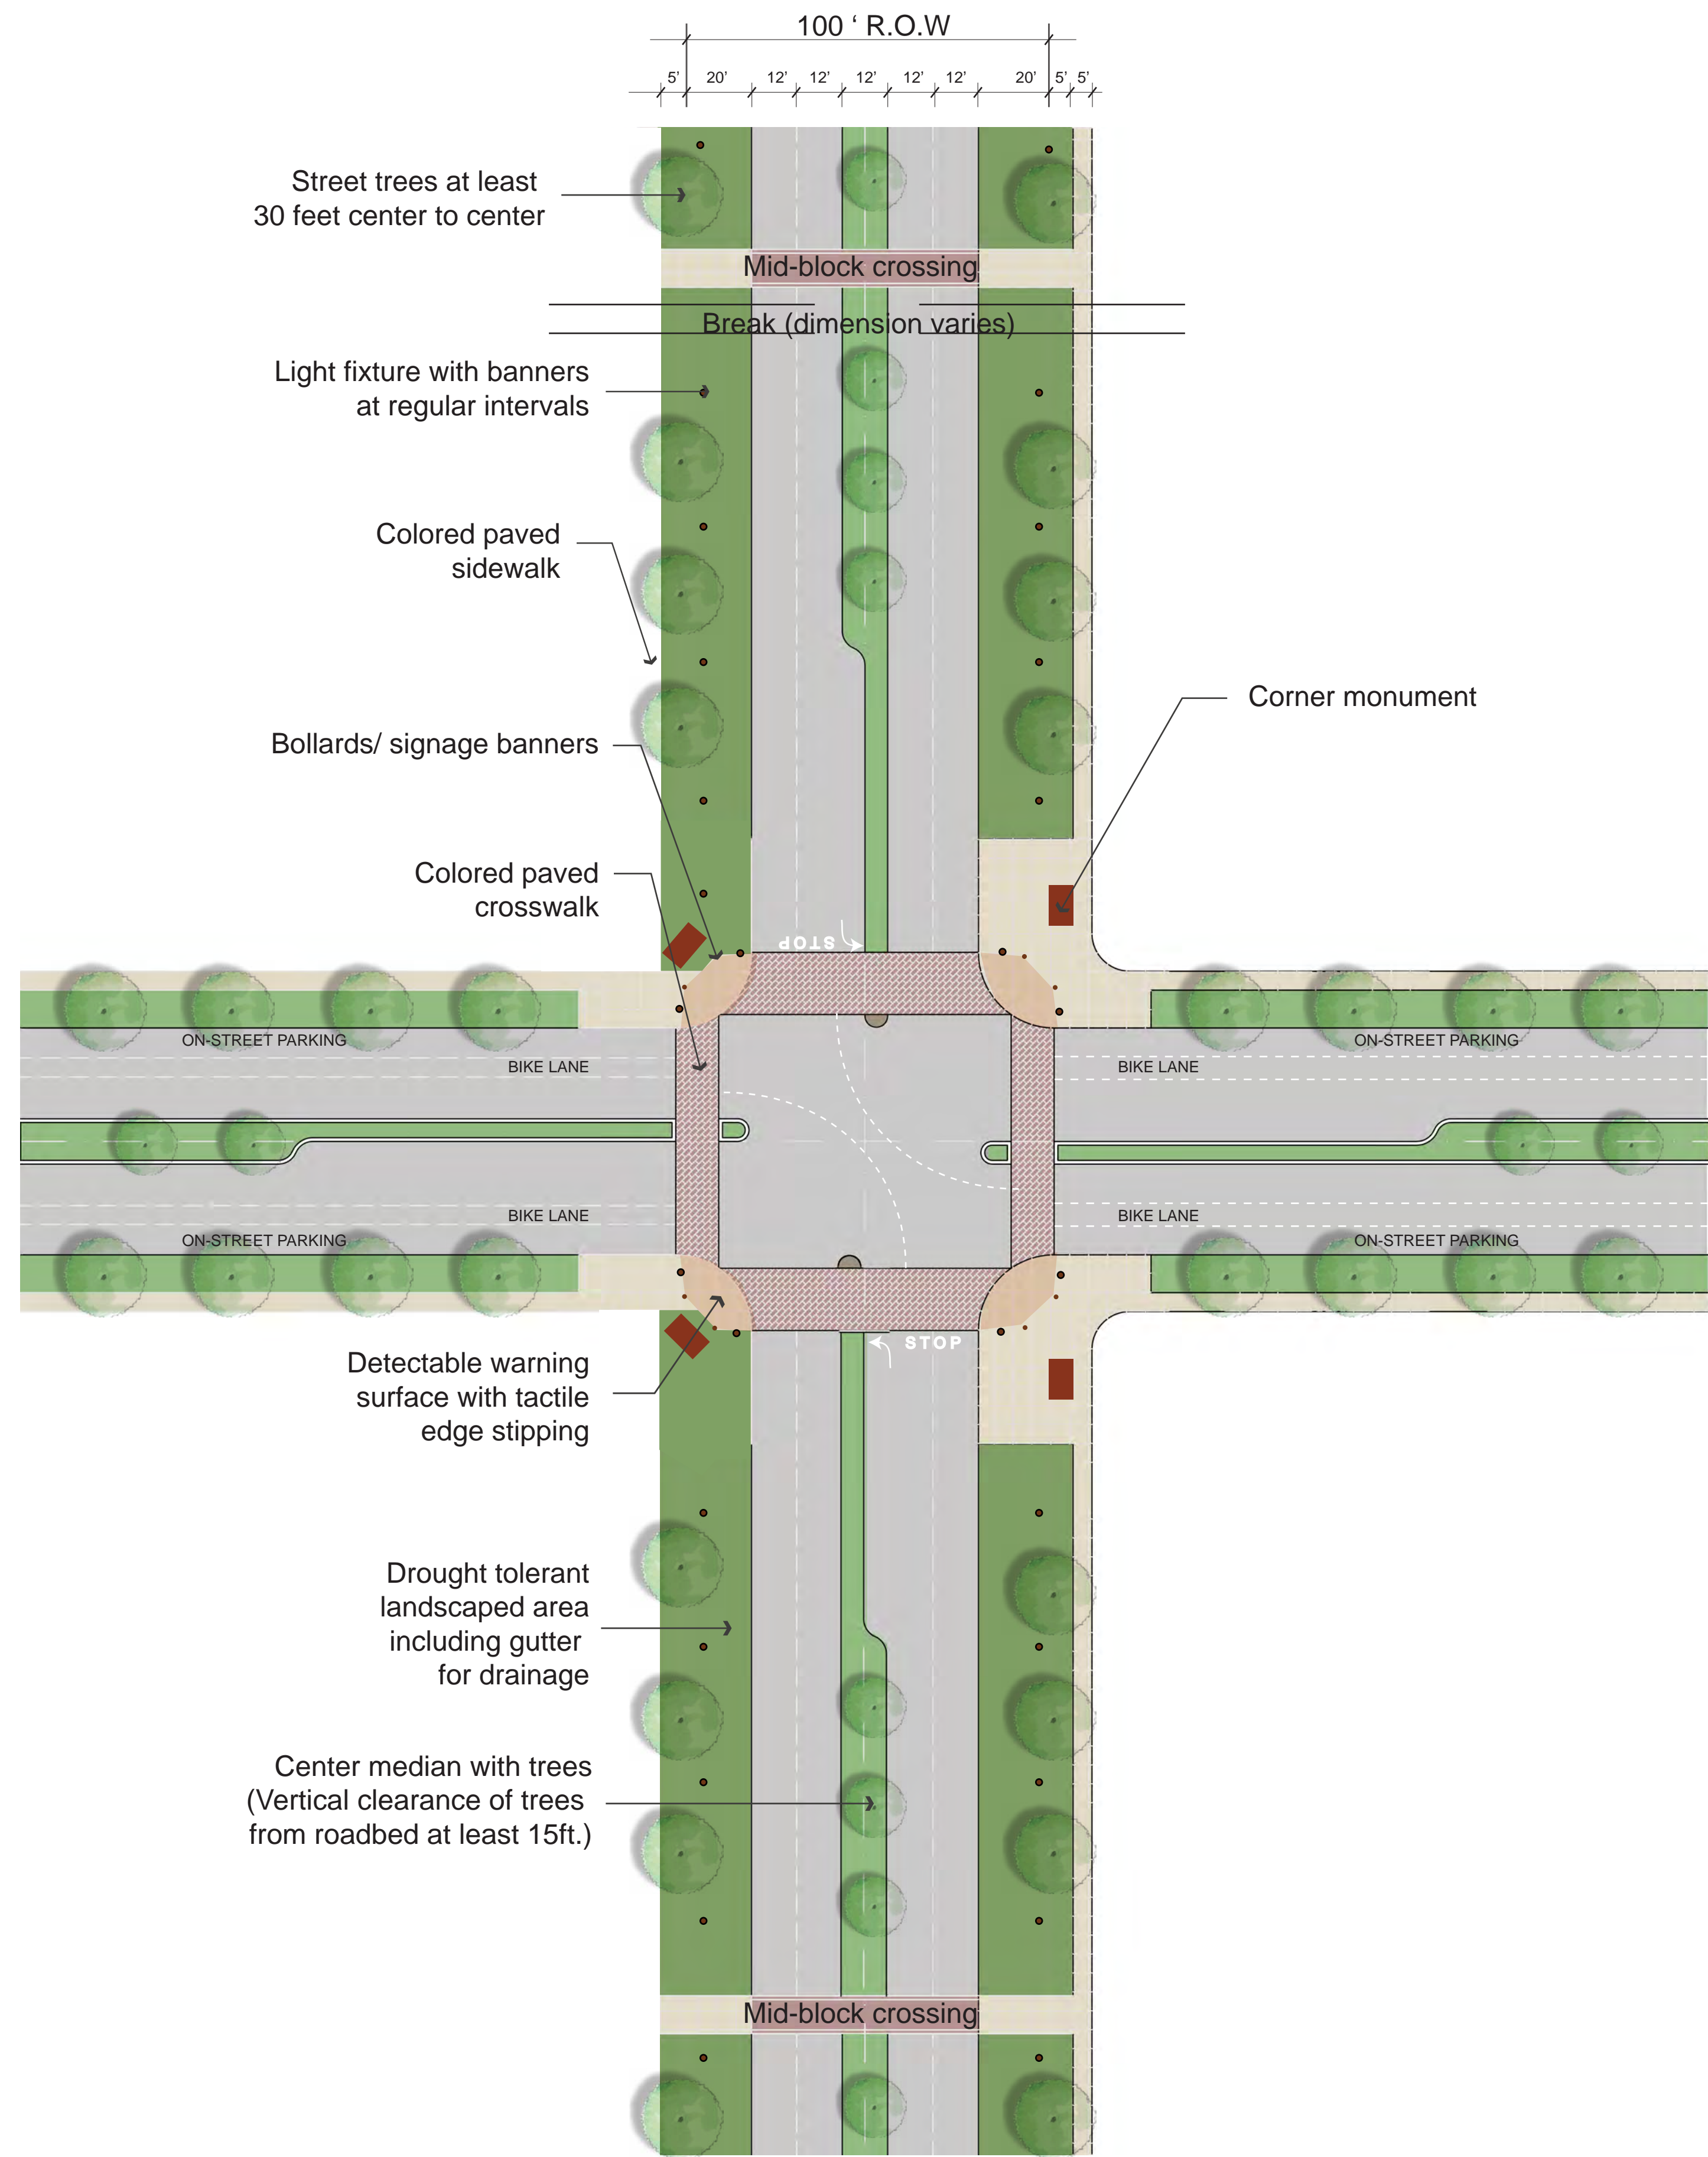 100 ‘ R.O.W
5’ 20’ 12’ 12’ 12’ 12’ 12’ 20’ 5’ 5’
Street trees at least
30 feet center to center
Mid-block crossing
Break (dimension varies)
Light fixture with banners
at regular intervals
Colored paved
sidewalk
Corner monument
Bollards/ signage banners
Colored paved
crosswalk
STOP
ON-STREET PARKING
ON-STREET PARKING
BIKE LANE
BIKE LANE
BIKE LANE
BIKE LANE
ON-STREET PARKING
ON-STREET PARKING
STOP
Detectable warning
surface with tactile
edge stipping
Drought tolerant
landscaped area
including gutter
for drainage
Center median with trees
(Vertical clearance of trees
from roadbed at least 15ft.)
Mid-block crossing